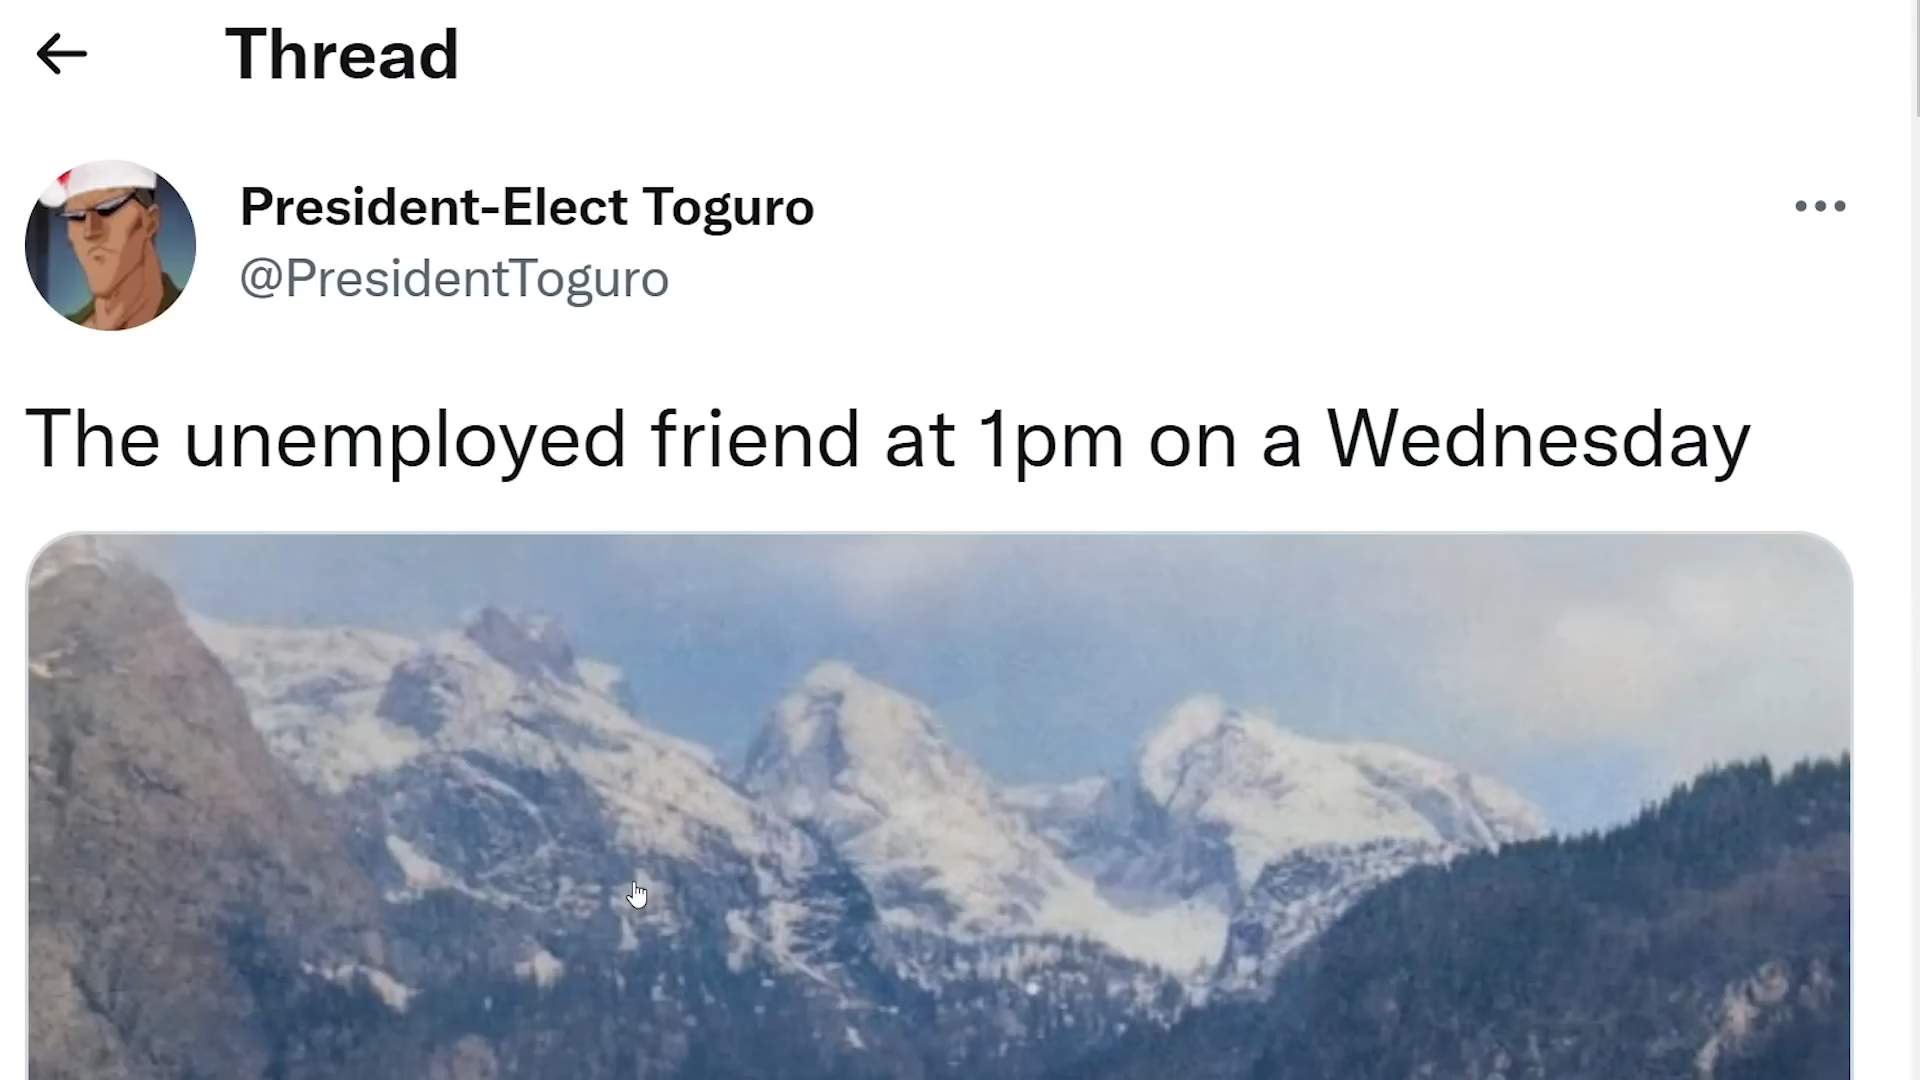 Thread
President-Elect Toguro
@PresidentToguro
The unemployed friend at 1pm on a Wednesday